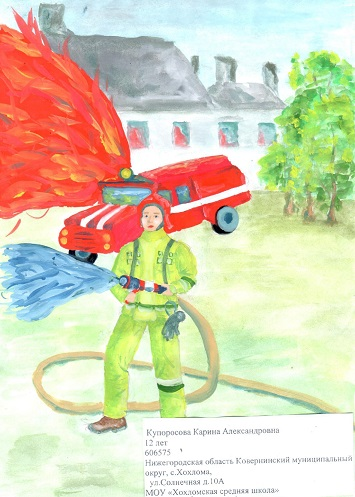 Купоросова Карина Александровна
12 лет
606575
Нижегородская область Ковернинский муниципальный
округ, с.Хохлома,
ул.Солнечная д.10А
МОУ «Хохломская средняя школа»